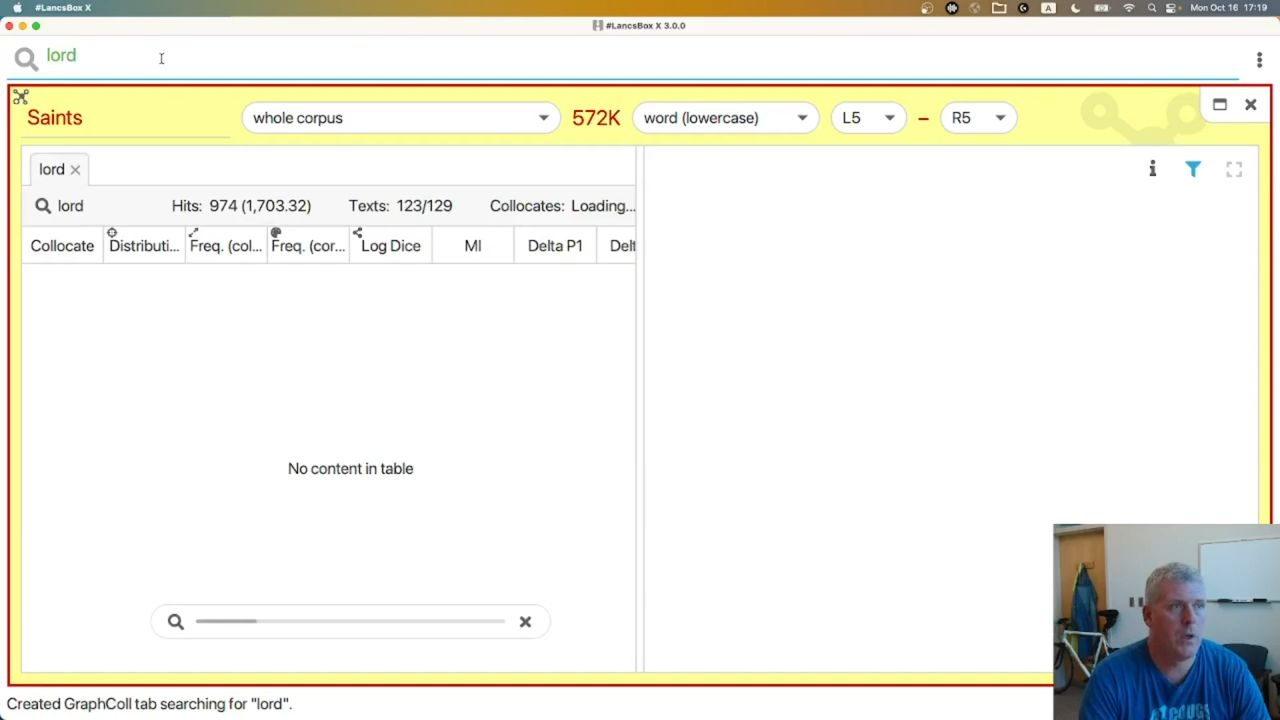 #LancsBox X
A
Mon Oct 16 17:19
#LancsBox X 3.0.0
lord
Saints
whole corpus
572K
word (lowercase)
L5
–
R5
lord
lord
Hits: 974 (1,703.32)
Texts: 123/129
Collocates: Loading...
Collocate
Distributi...
Freq. (col...
Freq. (cor...
Log Dice
MI
Delta P1
Delt
No content in table
Created GraphColl tab searching for "lord".